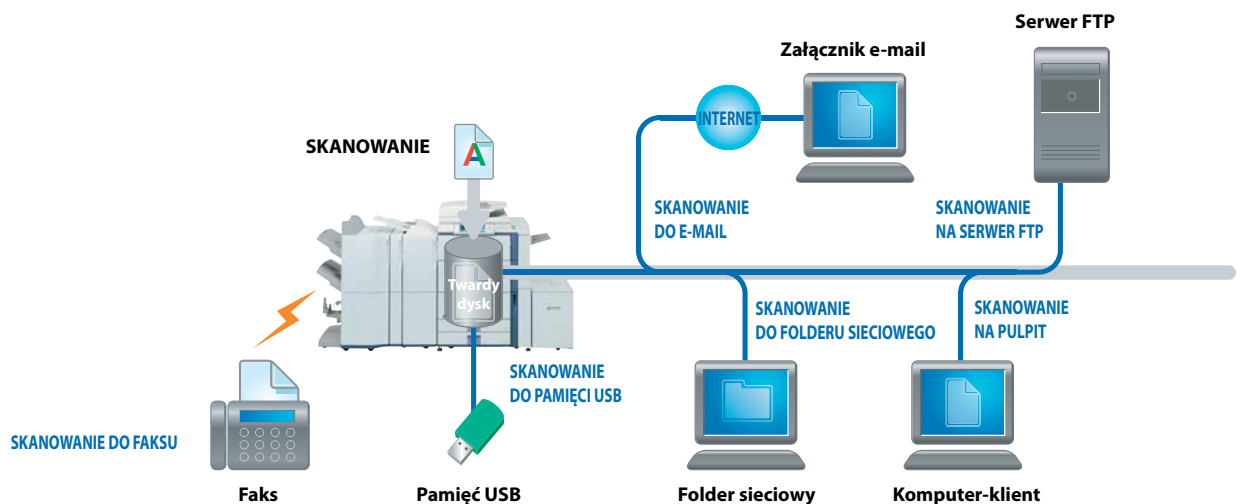 Serwer FTP
Załącznik e-mail
INTERNET
SKANOWANIE
SKANOWANIE
DO E-MAIL
SKANOWANIE
NA SERWER FTP
Twardy
dysk
SKANOWANIE
DO FOLDERU SIECIOWEGO
SKANOWANIE
NA PULPIT
SKANOWANIE
DO PAMIĘCI USB
SKANOWANIE DO FAKSU
Faks
Pamięć USB
Folder sieciowy
Komputer-klient